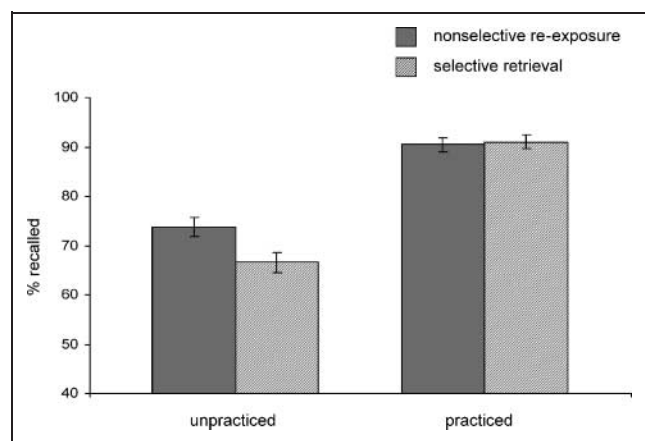 nonselective re-exposure
selective retrieval
100
90
80
70
60
50
40
% recalled
unpracticed
practiced